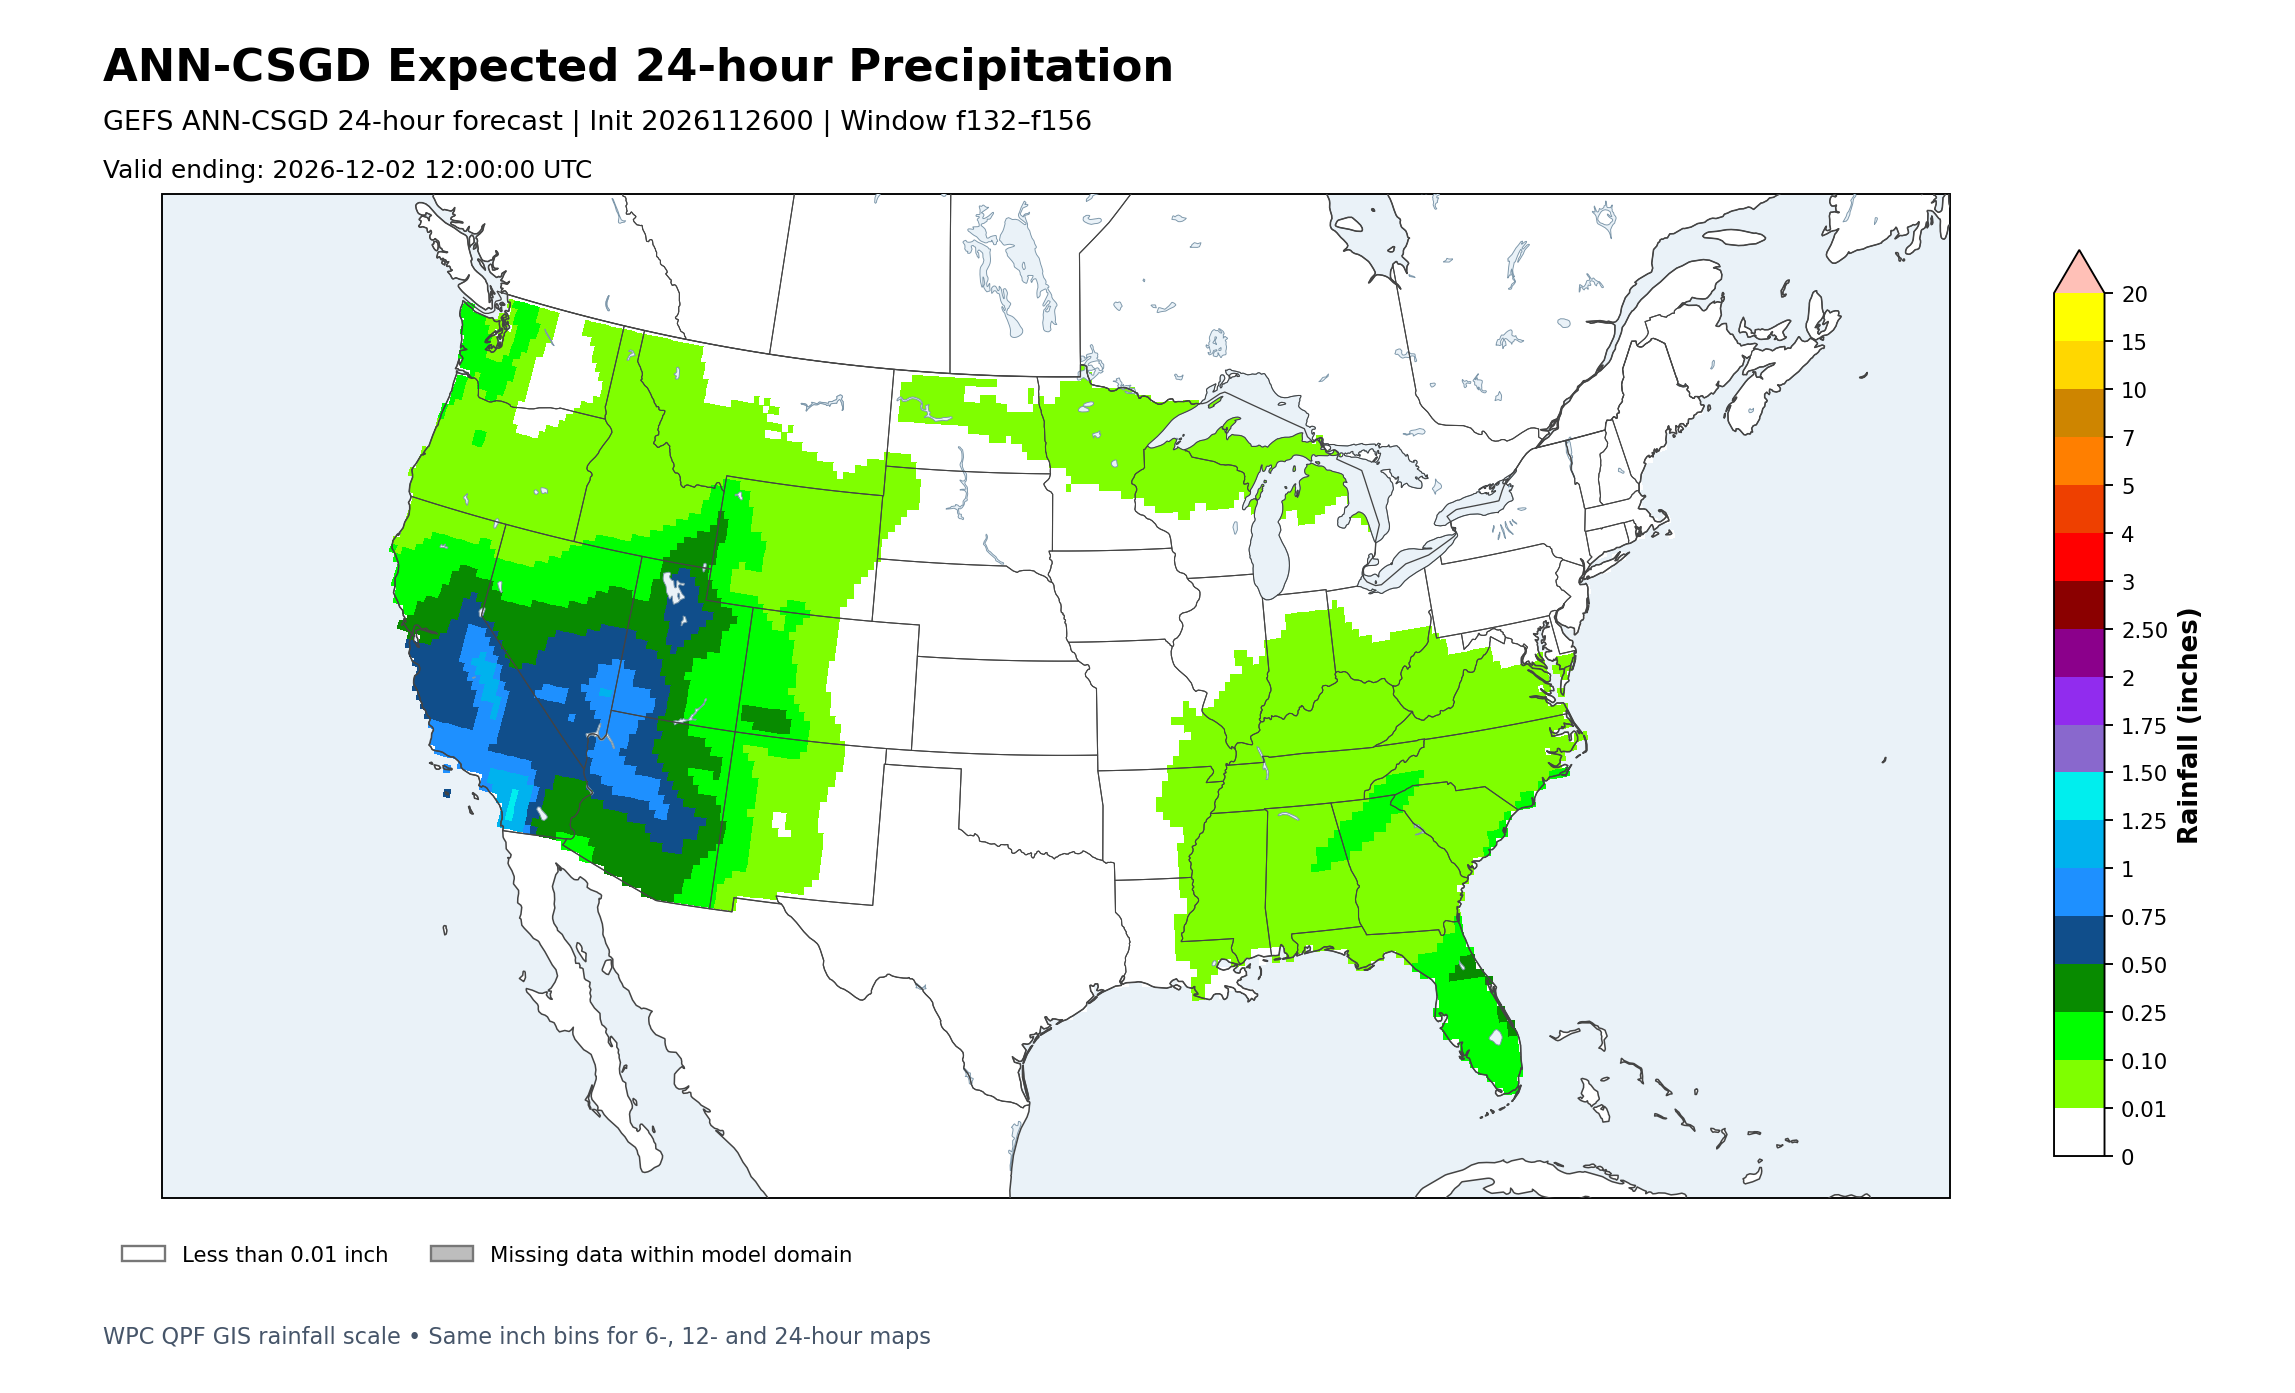 ANN-CSGD Expected 24-hour Precipitation
GEFS ANN-CSGD 24-hour forecast | Init 2026112600 | Window f132–f156
Valid ending: 2026-12-02 12:00:00 UTC
20
15
10
7
5
4
3
2.50
2
1.75
1.50
1.25
1
0.75
0.50
0.25
0.10
0.01
0
Rainfall (inches)
Less than 0.01 inch
Missing data within model domain
WPC QPF GIS rainfall scale • Same inch bins for 6-, 12- and 24-hour maps